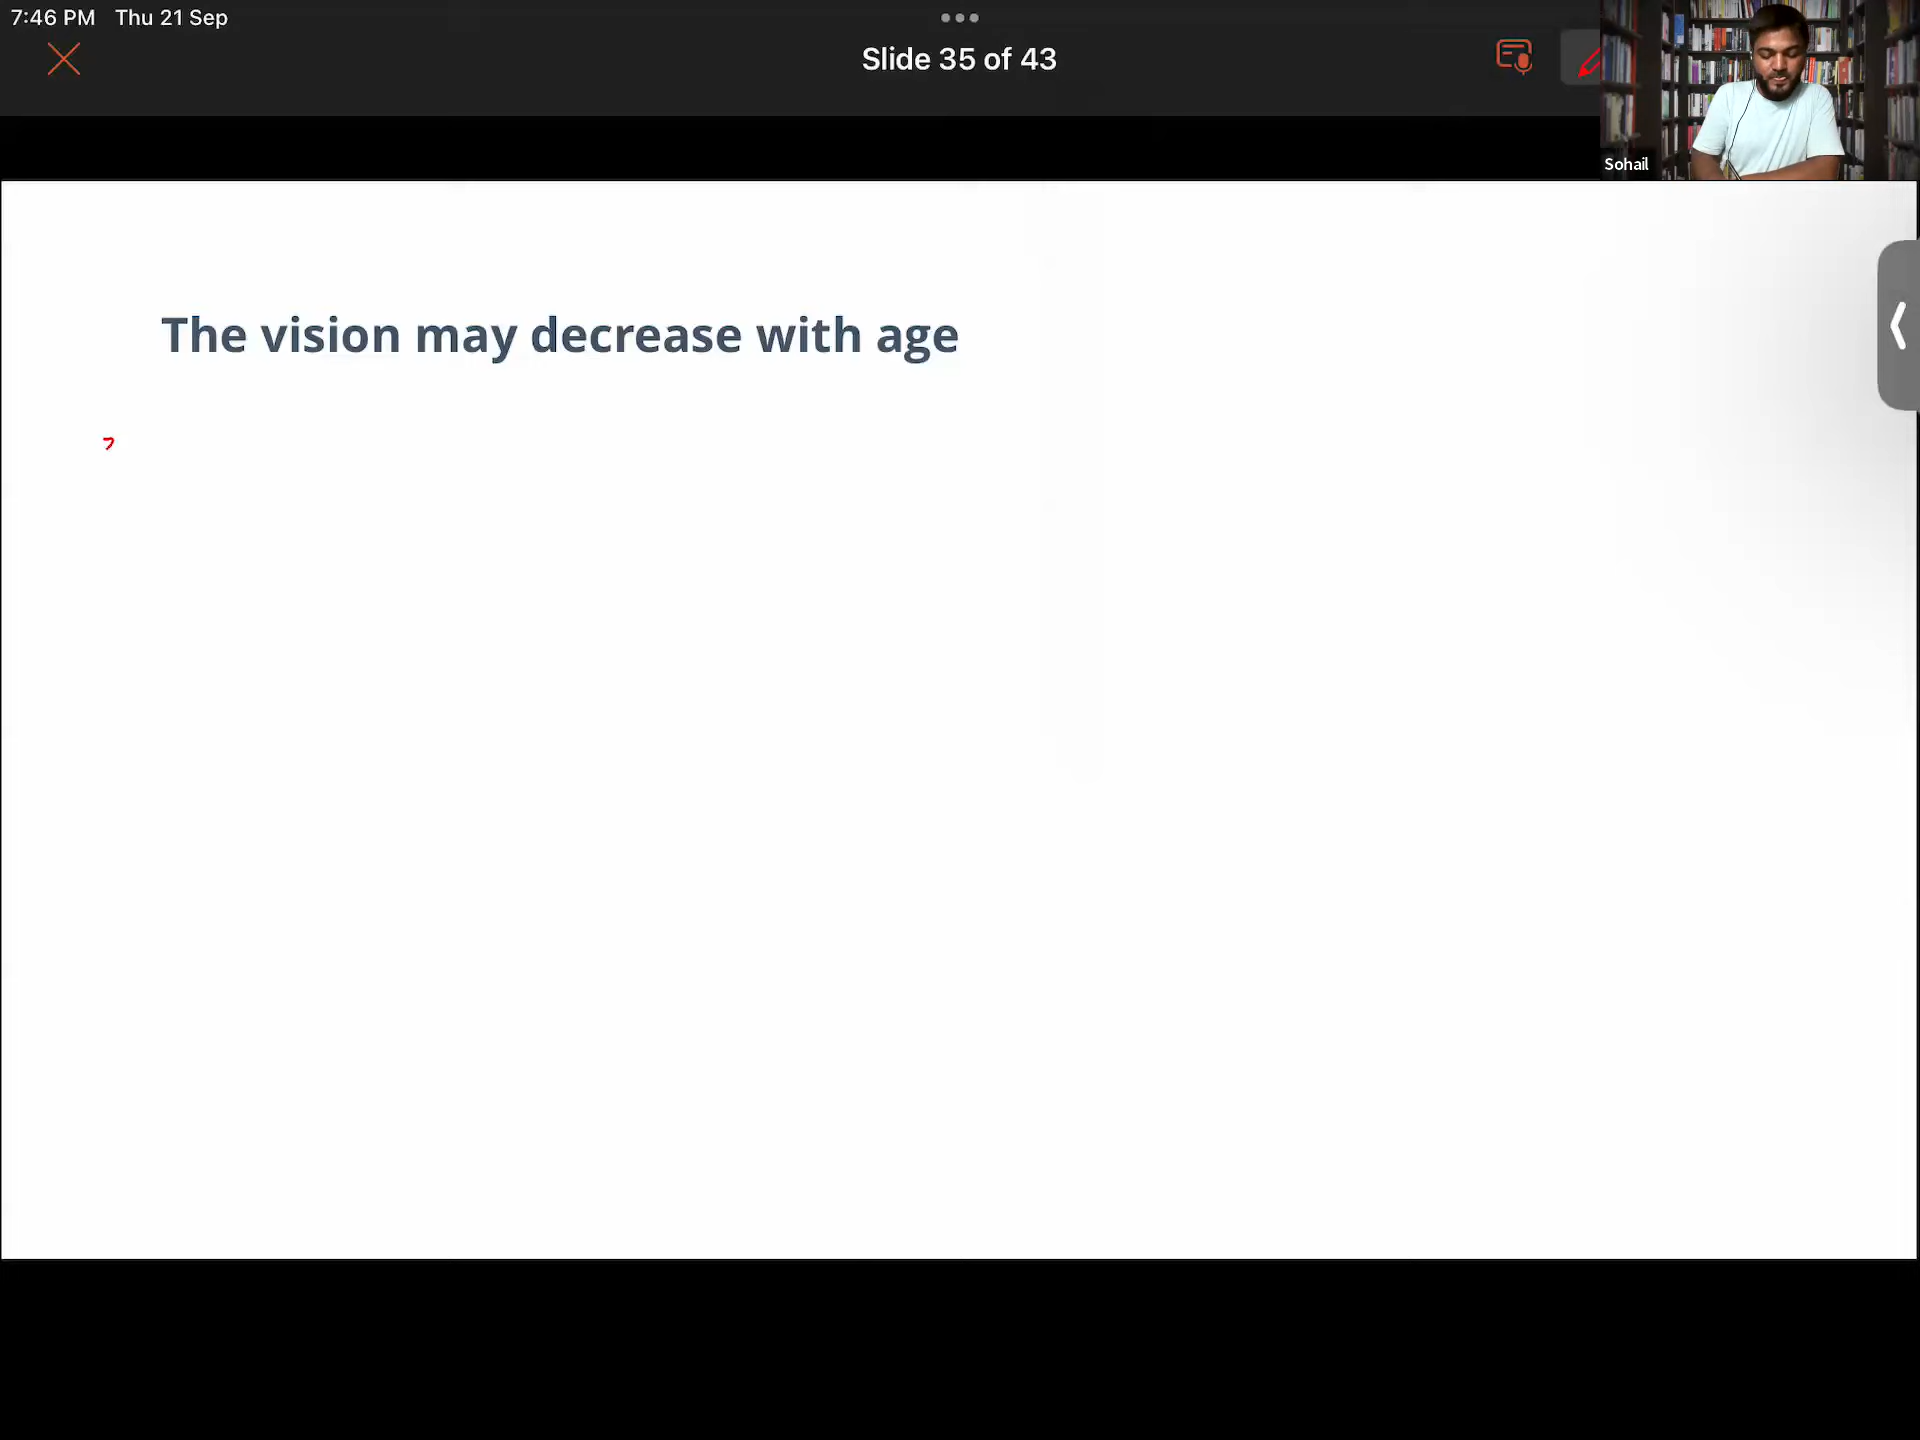 7:46 PM Thu 21 Sep
Slide 35 of 43
Sohail
The vision may decrease with age